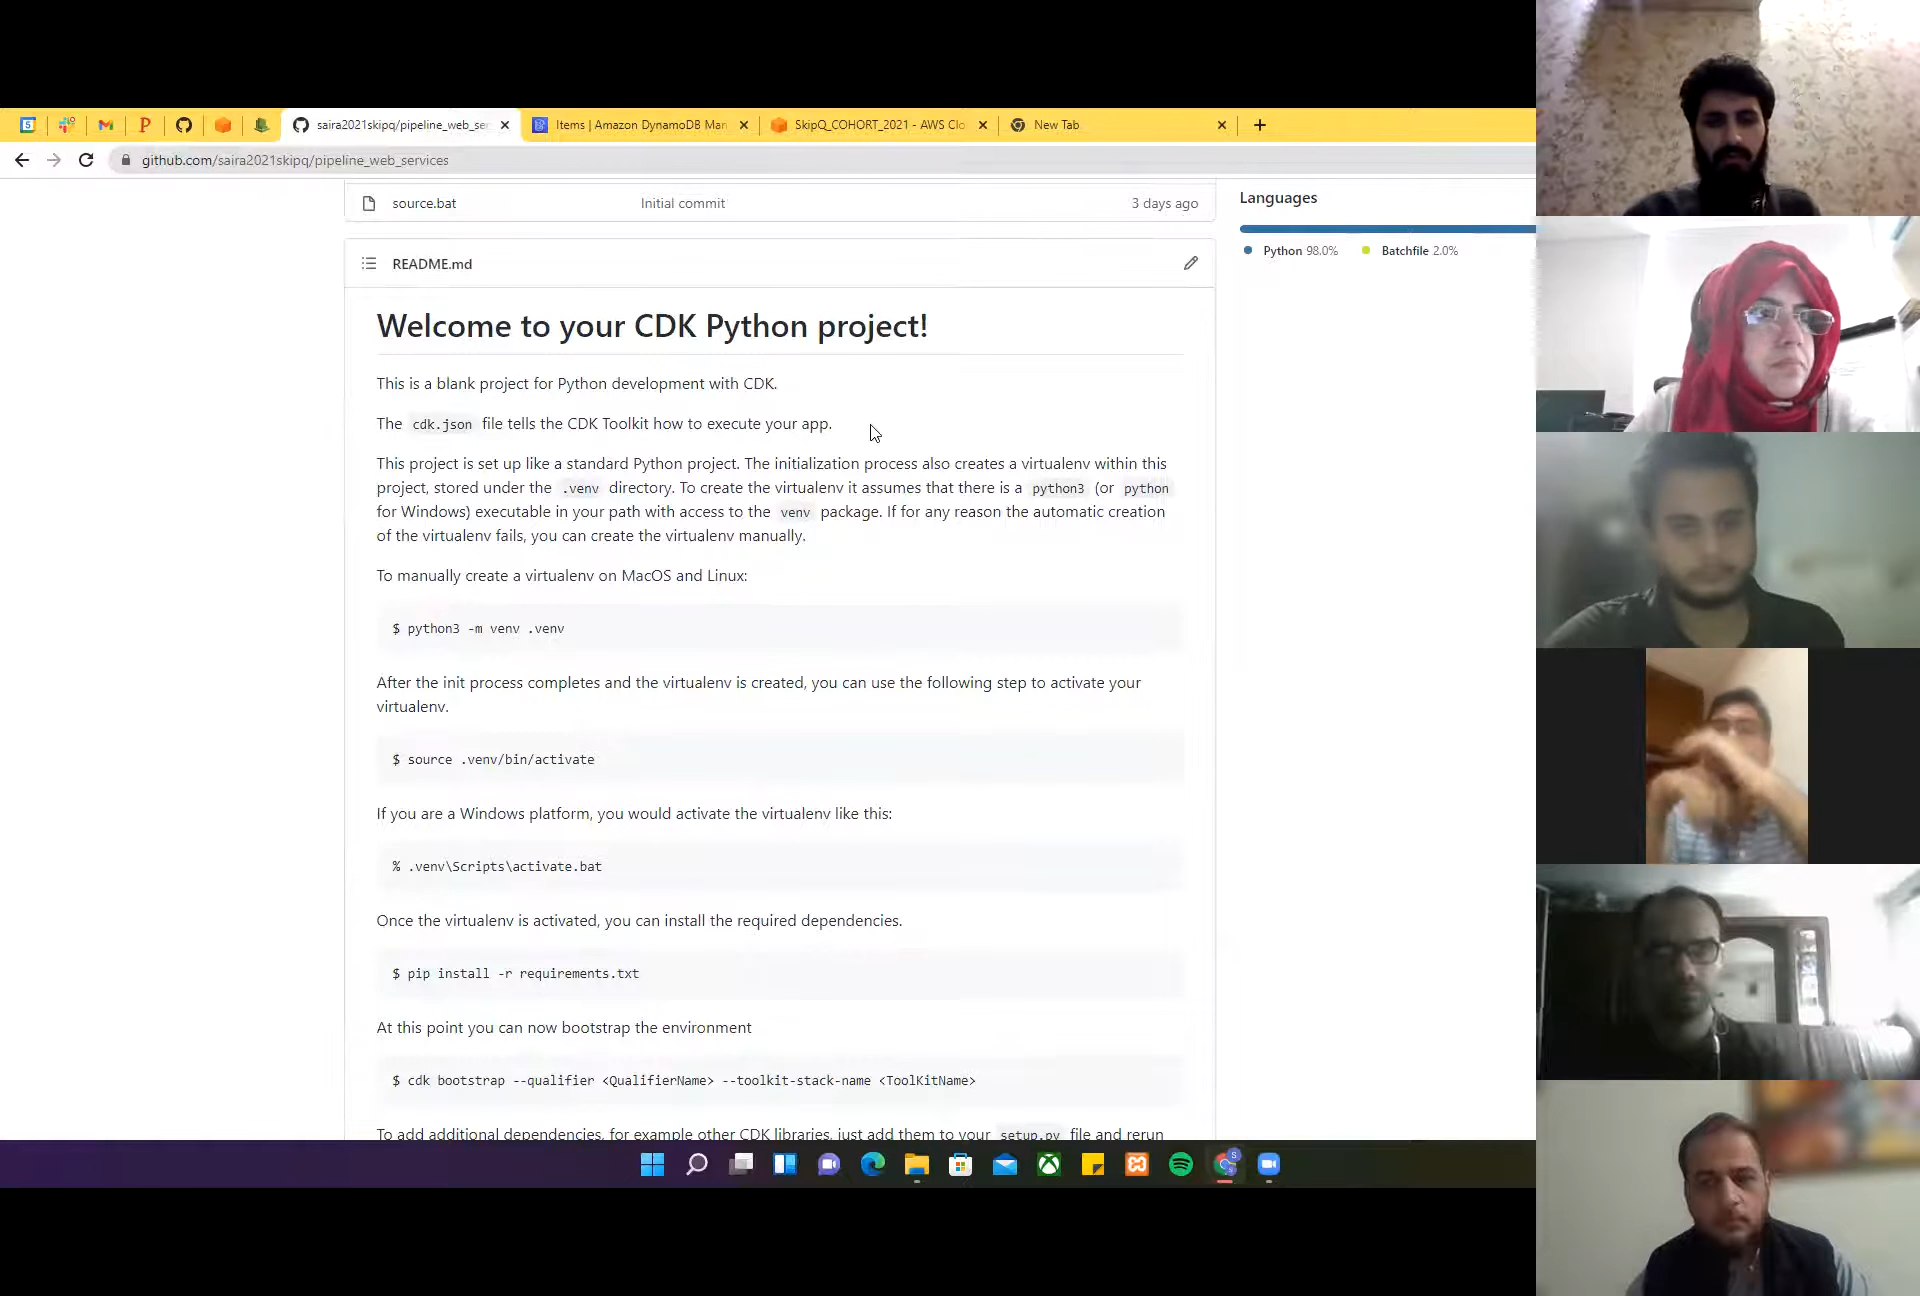 saira2021skipq/pipeline_web_ser
Items | Amazon DynamoDB Man
SkipQ_COHORT_2021 - AWS Clo
New Tab
github.com/saira2021skipq/pipeline_web_services
source.bat Initial commit 3 days ago
Languages
Python 98.0% Batchfile 2.0%
README.md
Welcome to your CDK Python project!
This is a blank project for Python development with CDK.
The cdk.json file tells the CDK Toolkit how to execute your app.
This project is set up like a standard Python project. The initialization process also creates a virtualenv within this
project, stored under the .venv directory. To create the virtualenv it assumes that there is a python3 (or python
for Windows) executable in your path with access to the venv package. If for any reason the automatic creation
of the virtualenv fails, you can create the virtualenv manually.
To manually create a virtualenv on MacOS and Linux:
$ python3 -m venv .venv
After the init process completes and the virtualenv is created, you can use the following step to activate your
virtualenv.
$ source .venv/bin/activate
If you are a Windows platform, you would activate the virtualenv like this:
% .venv\Scripts\activate.bat
Once the virtualenv is activated, you can install the required dependencies.
$ pip install -r requirements.txt
At this point you can now bootstrap the environment
$ cdk bootstrap --qualifier <QualifierName> --toolkit-stack-name <ToolKitName>
To add additional dependencies, for example other CDK libraries, just add them to your setup.py file and rerun